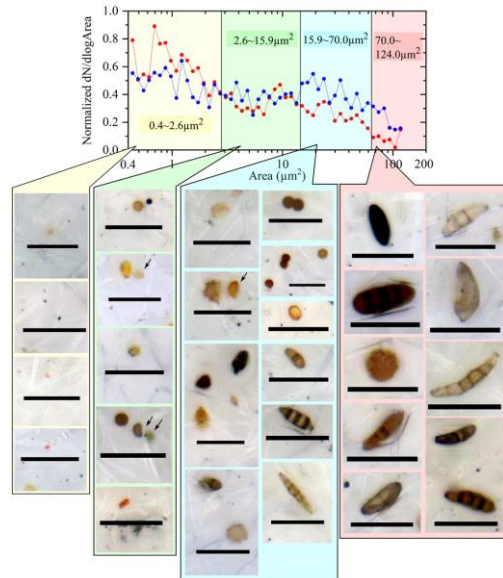 Normalized dN/dlogArea
1.0
0.8
0.6
0.4
0.2
0.0
2.6~15.9μm²
15.9~70.0μm²
70.0~
124.0μm²
0.4~2.6μm²
0.4
1
10
100
200
Area (μm²)